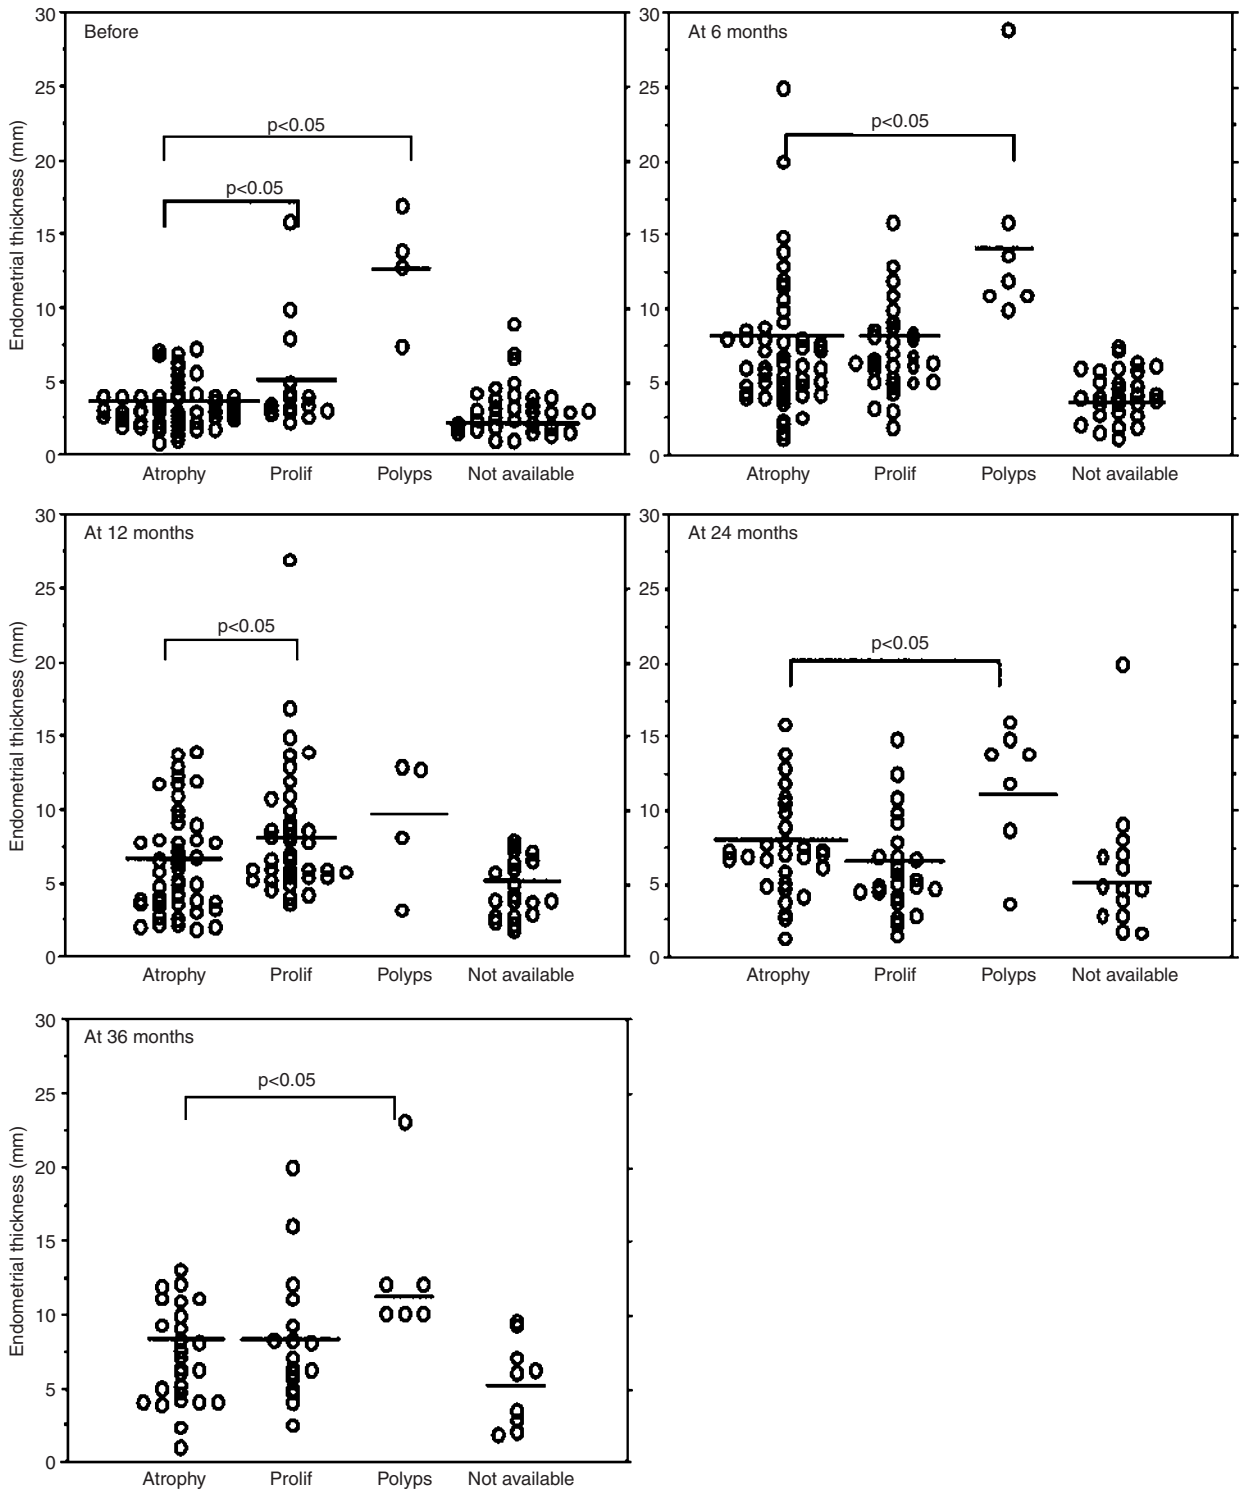 Before
Endometrial thickness (mm)
30
25
20
15
10
5
0
p<0.05
p<0.05
Atrophy Prolif Polyps Not available
At 6 months
30
25
20
15
10
5
0
p<0.05
Atrophy Prolif Polyps Not available
At 12 months
Endometrial thickness (mm)
30
25
20
15
10
5
0
p<0.05
Atrophy Prolif Polyps Not available
At 24 months
30
25
20
15
10
5
0
p<0.05
Atrophy Prolif Polyps Not available
At 36 months
Endometrial thickness (mm)
30
25
20
15
10
5
0
p<0.05
Atrophy Prolif Polyps Not available